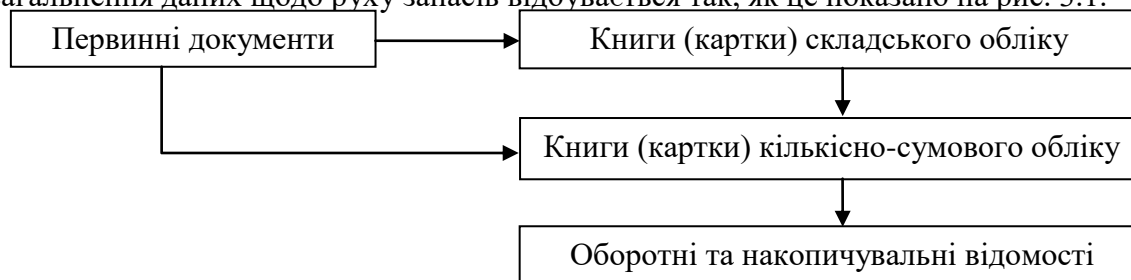 даних щодо руху запасів відбувається так, як це показано на рис. 3.1.
Первинні документи
Книги (картки) складського обліку
Книги (картки) кількісно-сумового обліку
Оборотні та накопичувальні відомості